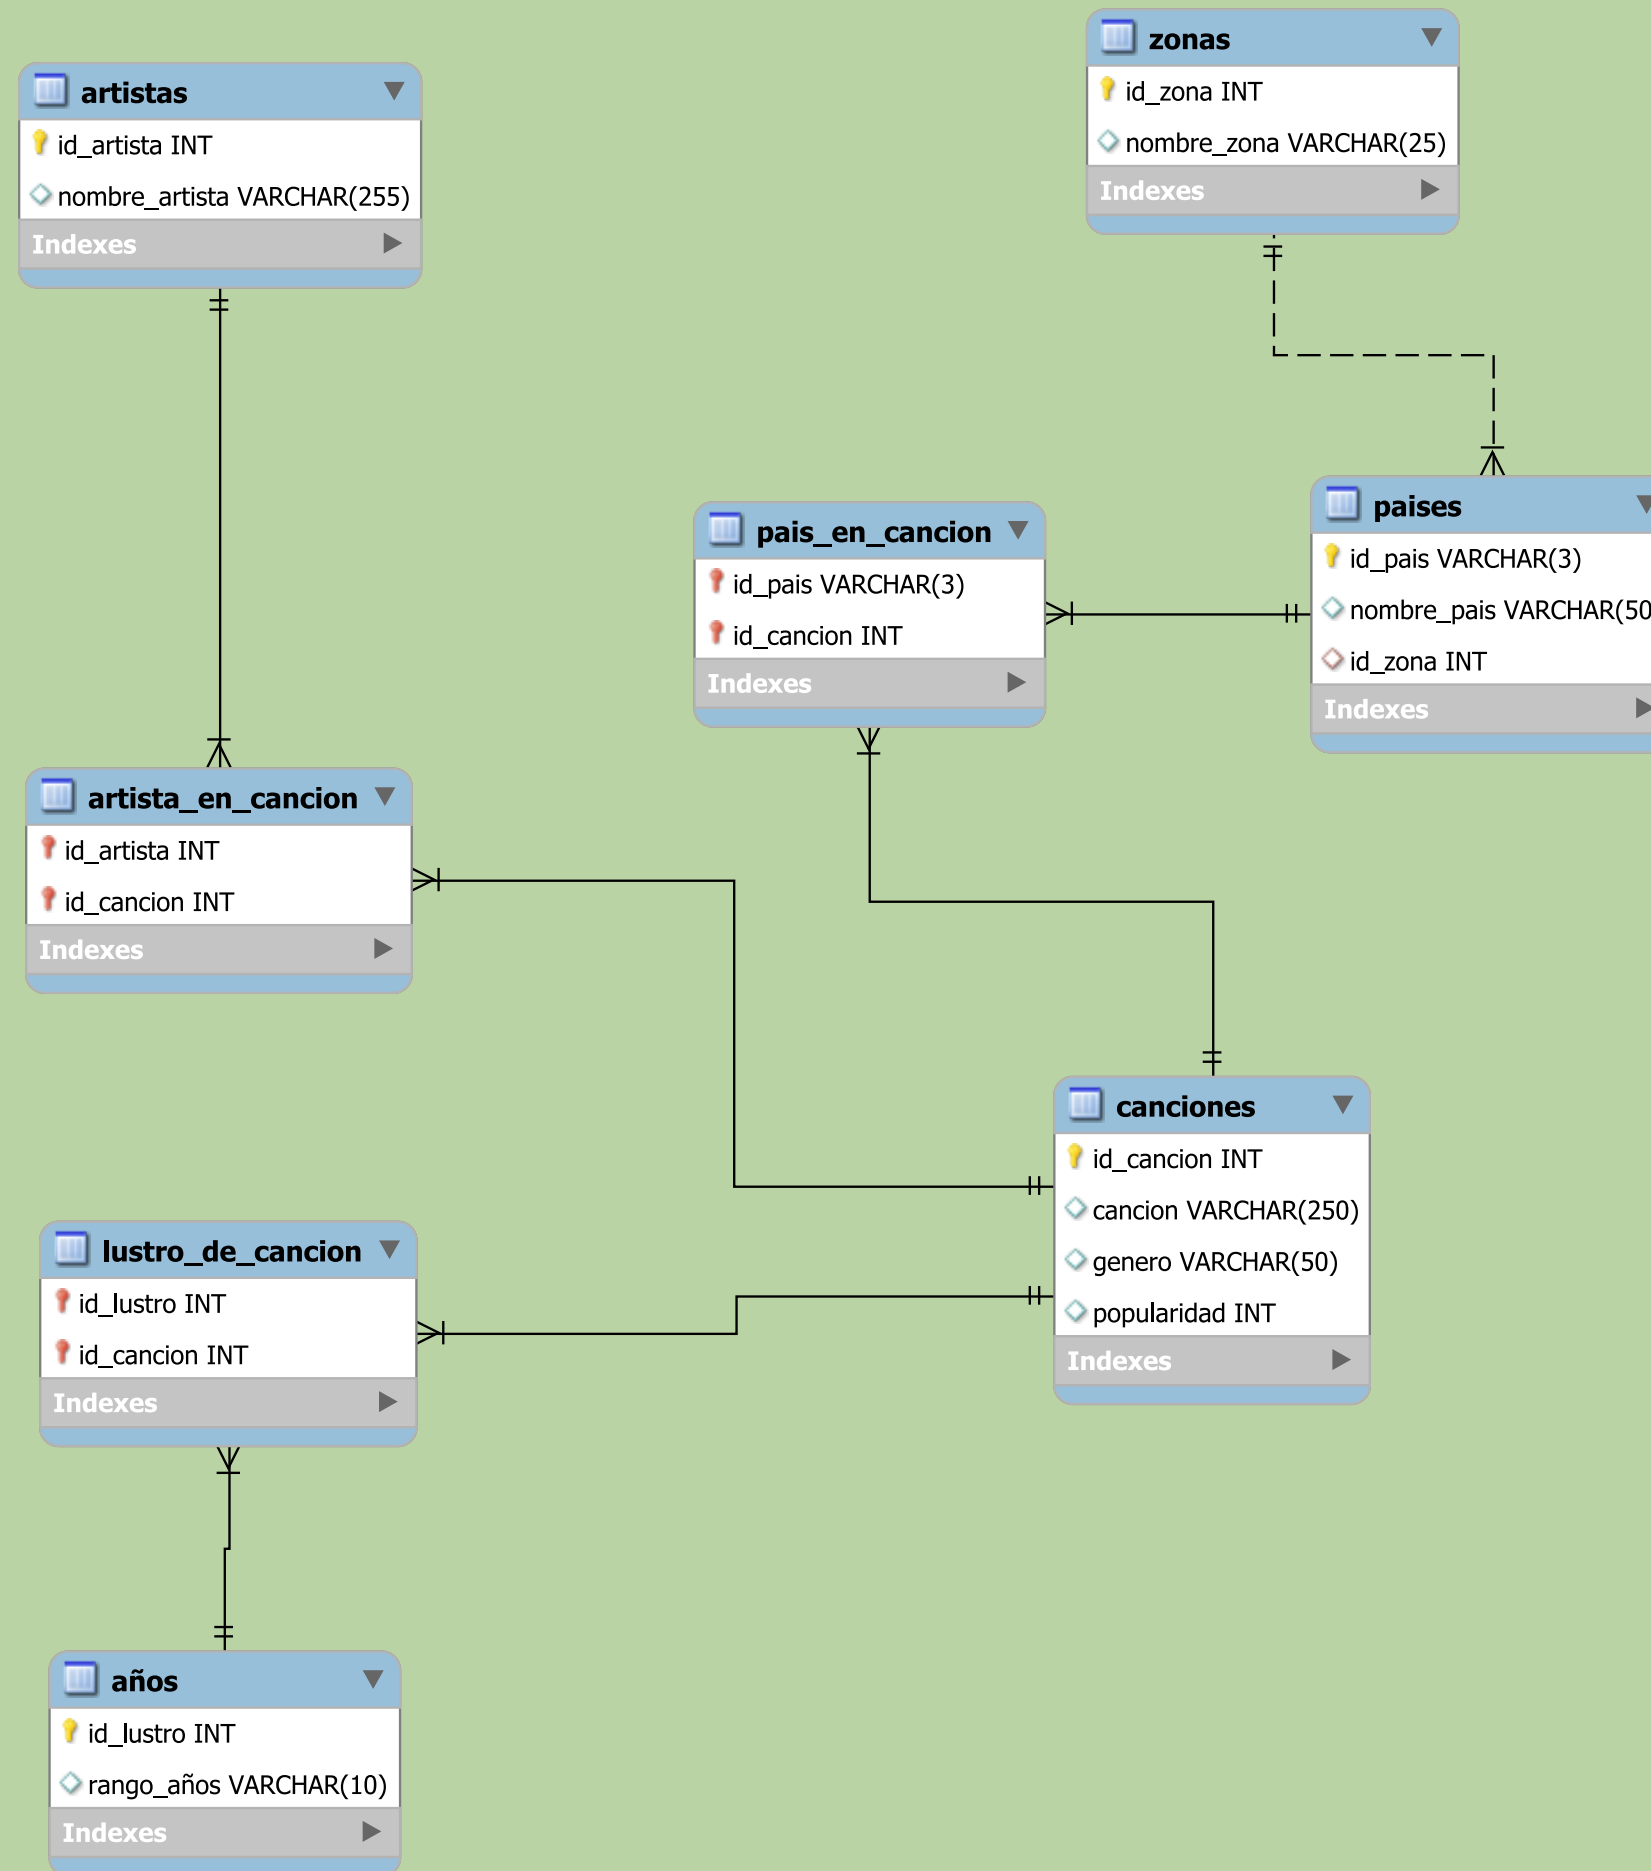 zonas
id_zona INT
nombre_zona VARCHAR(25)
Indexes
artistas
id_artista INT
nombre_artista VARCHAR(255)
Indexes
paises
id_pais VARCHAR(3)
nombre_pais VARCHAR(50
id_zona INT
Indexes
pais_en_cancion
id_pais VARCHAR(3)
id_cancion INT
Indexes
artista_en_cancion
id_artista INT
id_cancion INT
Indexes
canciones
id_cancion INT
cancion VARCHAR(250)
genero VARCHAR(50)
popularidad INT
Indexes
lustro_de_cancion
id_lustro INT
id_cancion INT
Indexes
años
id_lustro INT
rango_años VARCHAR(10)
Indexes